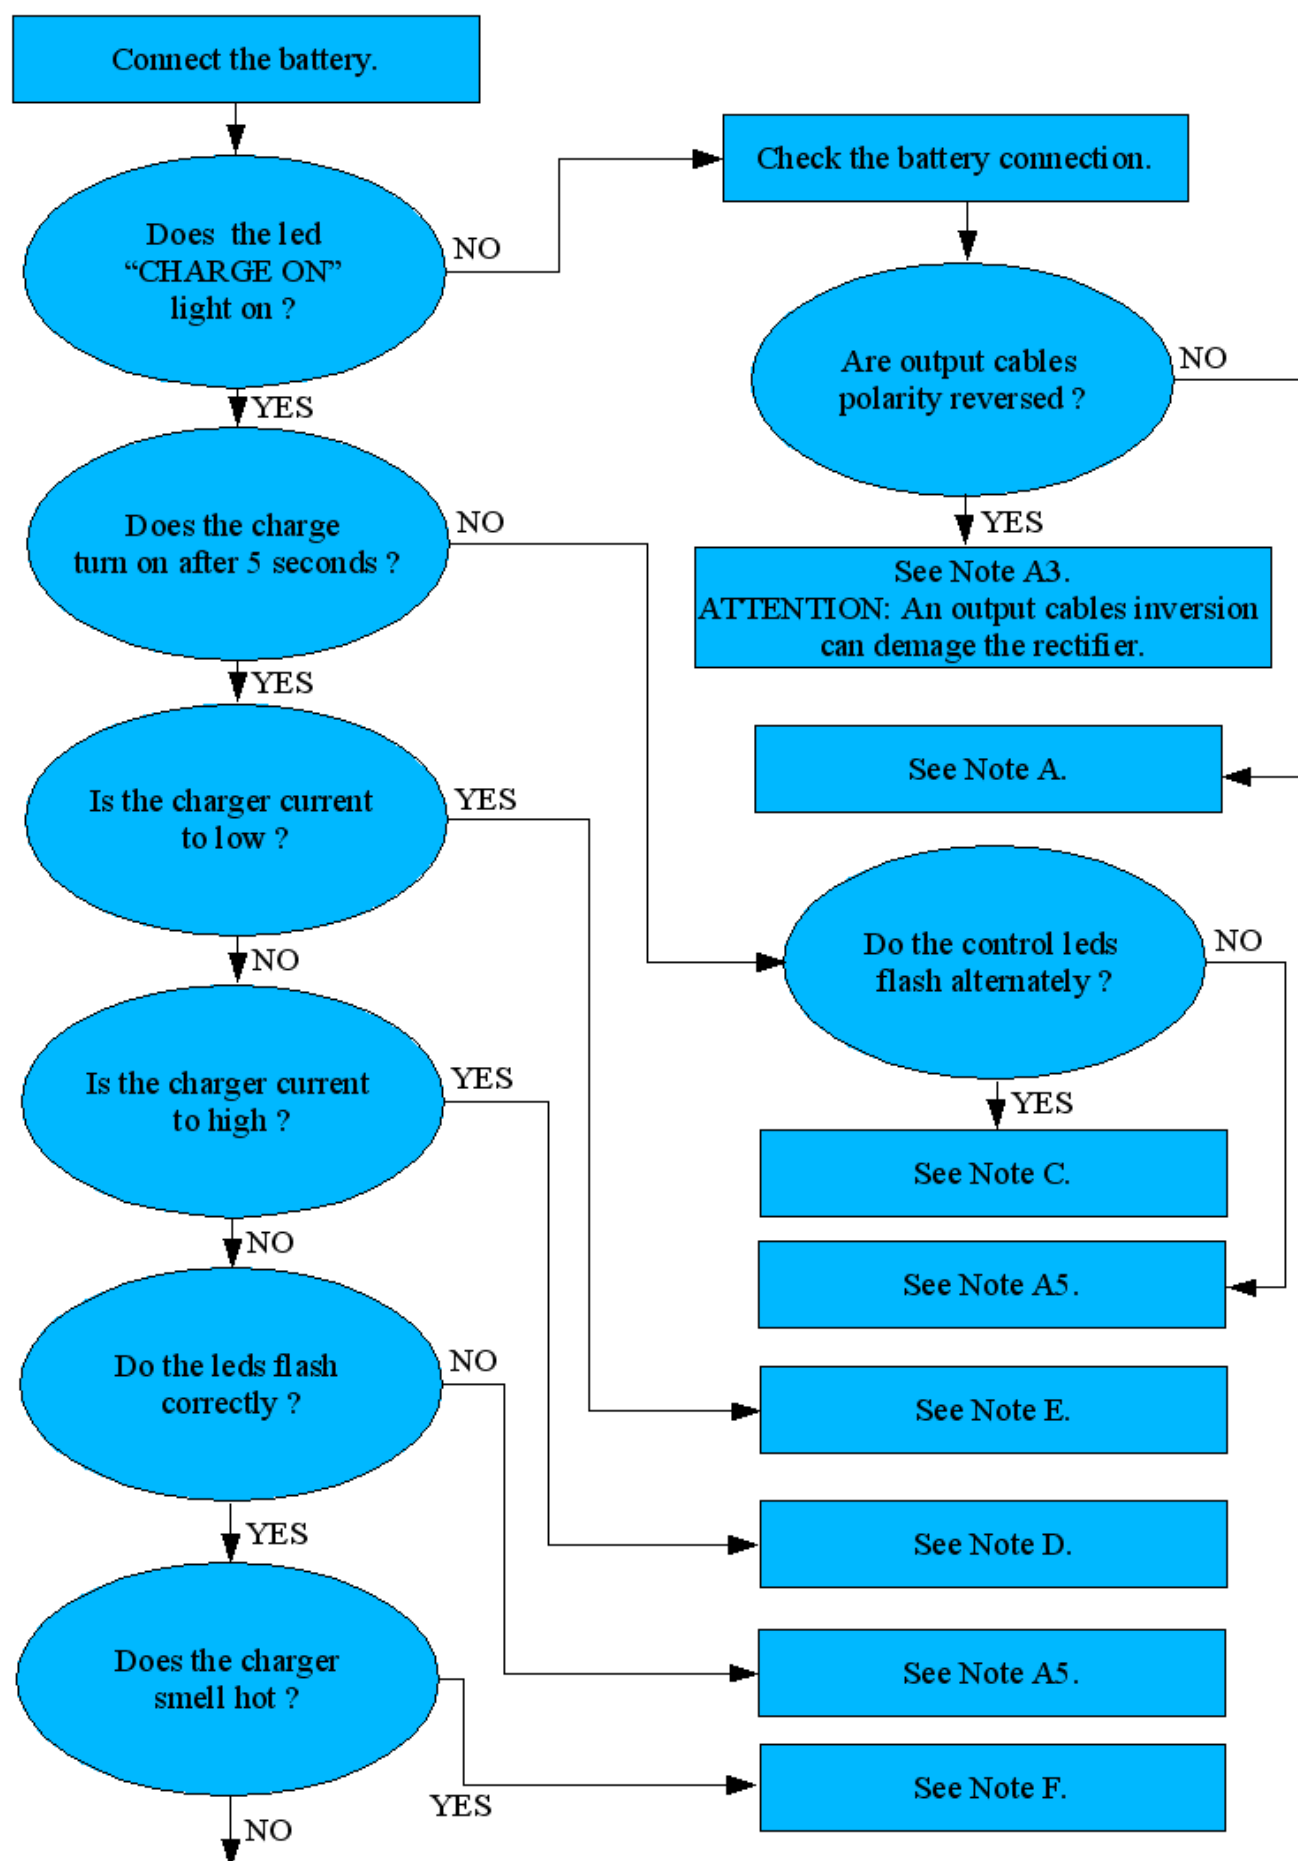 Connect the battery.
Check the battery connection.
Does the led
“CHARGE ON”
light on ?
NO
YES
Are output cables
polarity reversed ?
NO
YES
See Note A3.
ATTENTION: An output cables inversion
can demage the rectifier.
See Note A.
Does the charge
turn on after 5 seconds ?
NO
YES
Is the charger current
to low ?
YES
NO
Do the control leds
flash alternately ?
NO
YES
See Note C.
See Note A5.
Is the charger current
to high ?
YES
NO
See Note E.
Do the leds flash
correctly ?
NO
YES
See Note D.
See Note A5.
Does the charger
smell hot ?
YES
NO
See Note F.